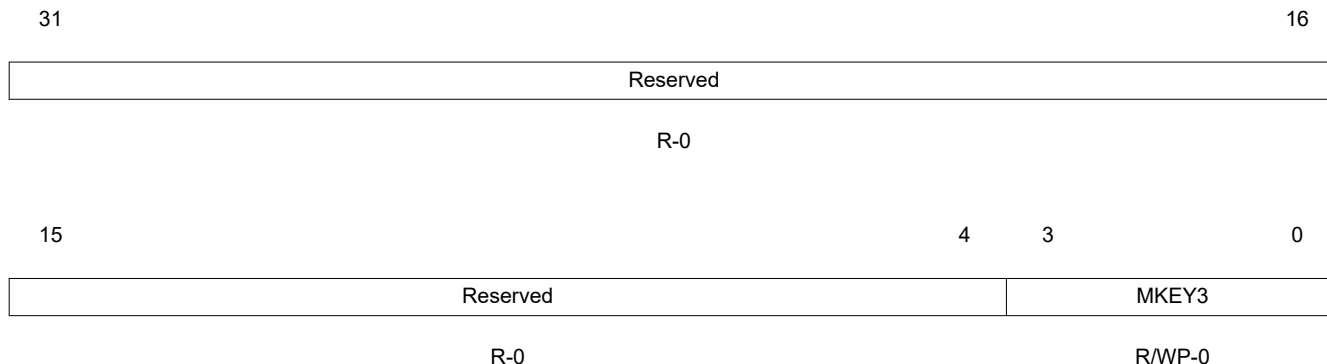 31 16
Reserved
R-0
15 4 3 0
Reserved MKEY3
R-0 R/WP-0